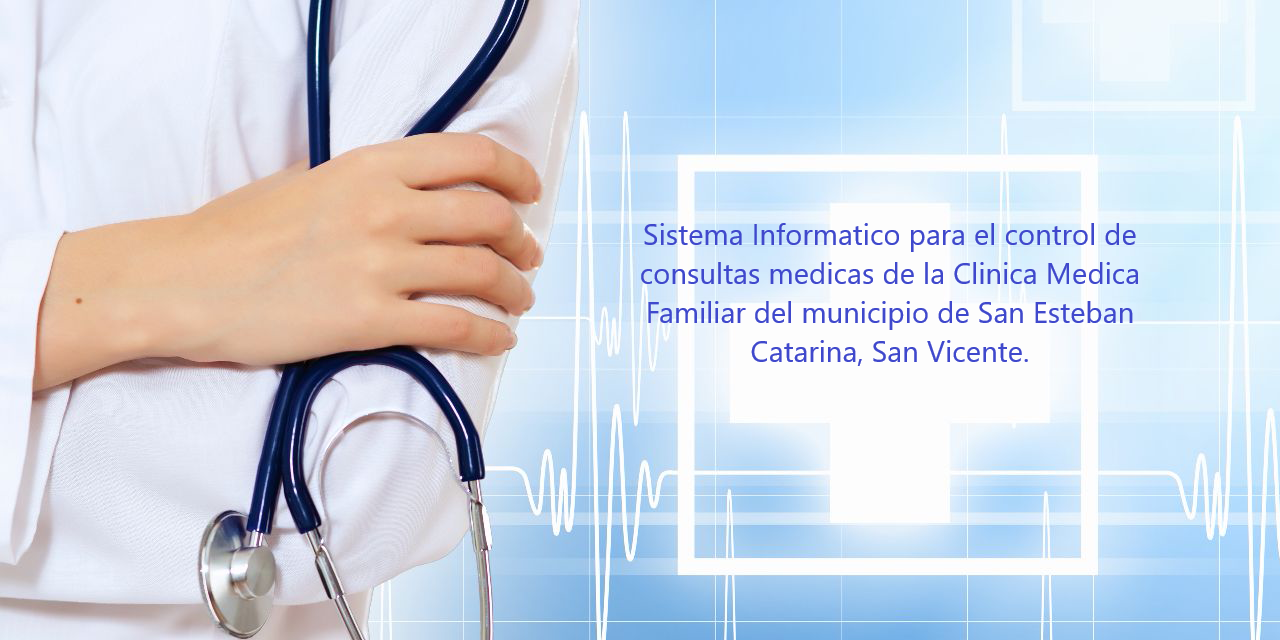 Sistema Informatico para el control de
consultas medicas de la Clinica Medica
Familiar del municipio de San Esteban
Catarina, San Vicente.